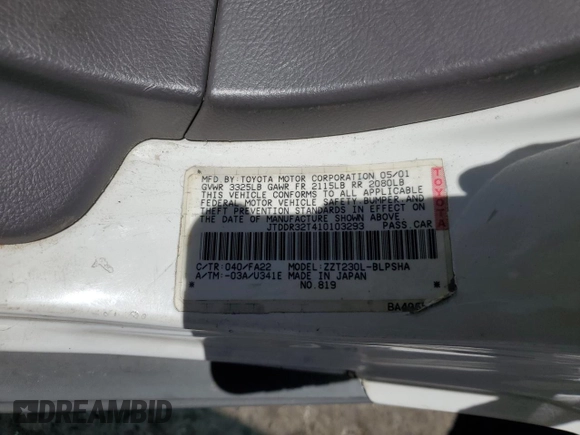 MFD BY TOYOTA MOTOR CORPORATION 05/01
GVWR 3325LB GAWR FR 2115LB RR 2080LB
THIS VEHICLE CONFORMS TO ALL APPLICABLE
FEDERAL MOTOR VEHICLE SAFETY BUMPER AND
THEFT PREVENTION STANDARDS IN EFFECT ON
THE DATE OF MANUFACTURE SHOWN ABOVE.
JTDDR32T410103293 PASS CAR
TOYOTA
C/TR:040/FA22 MODEL:ZZT230L-BLPSHA
A/TM:-03A/U341E MADE IN JAPAN
NO.819
DREAMBID